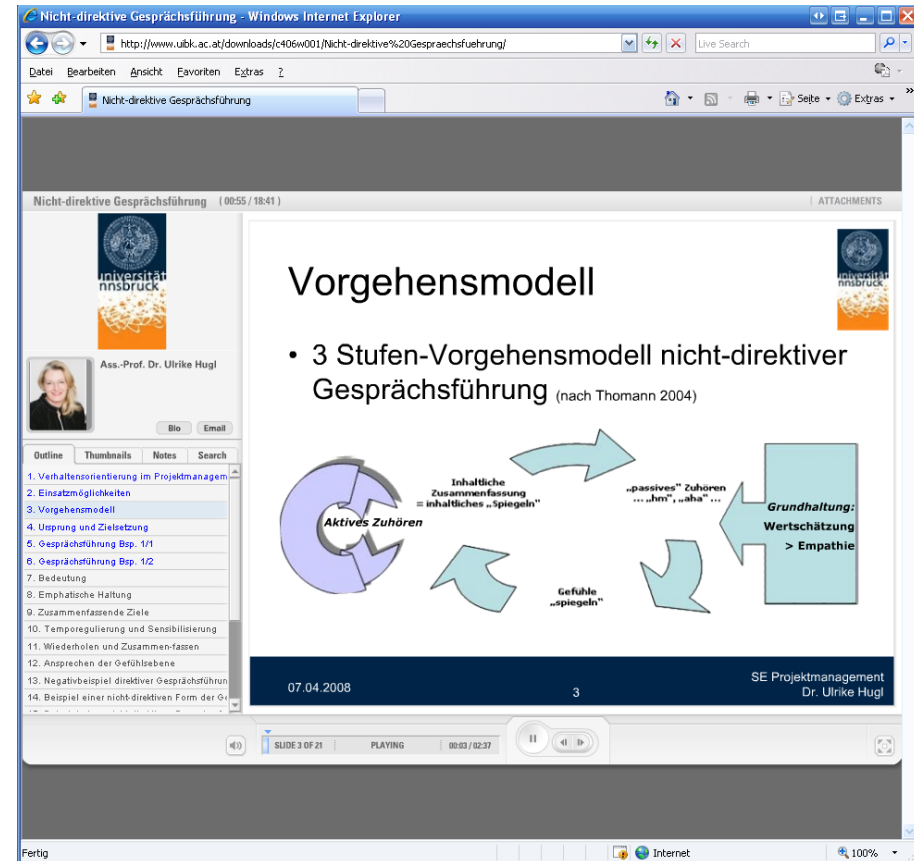 Nicht-direktive Gesprächsführung - Windows Internet Explorer
http://www.uibk.ac.at/downloads/c406w001/Nicht-direktive%20Gespraechsfuehrung/
Live Search
Datei Bearbeiten Ansicht Favoriten Extras ?
Nicht-direktive Gesprächsführung
Seite
Extras
»
Nicht-direktive Gesprächsführung ( 00:55 / 18:41 )
| ATTACHMENTS
universität
innsbruck
Ass.-Prof. Dr. Ulrike Hugl
Bio Email
Outline Thumbnails Notes Search
1. Verhaltensorientierung im Projektmanagem
2. Einsatzmöglichkeiten
3. Vorgehensmodell
4. Ursprung und Zielsetzung
5. Gesprächsführung Bsp. 1/1
6. Gesprächsführung Bsp. 1/2
7. Bedeutung
8. Emphatische Haltung
9. Zusammenfassende Ziele
10. Temporegulierung und Sensibilisierung
11. Wiederholen und Zusammen-fassen
12. Ansprechen der Gefühlsebene
13. Negativbeispiel direktiver Gesprächsführun
14. Beispiel einer nicht-direktiven Form der Ge
Vorgehensmodell
universität
innsbruck
• 3 Stufen-Vorgehensmodell nicht-direktiver
Gesprächsführung (nach Thomann 2004)
Aktives Zuhören
Inhaltliche
Zusammenfassung
= inhaltliches „Spiegeln"
„passives" Zuhören
... „hm", „aha" ...
Gefühle
„spiegeln"
Grundhaltung:
Wertschätzung
> Empathie
07.04.2008
3
SE Projektmanagement
Dr. Ulrike Hugl
SLIDE 3 OF 21 | PLAYING | 00:03 / 02:37
Fertig
Internet
100%